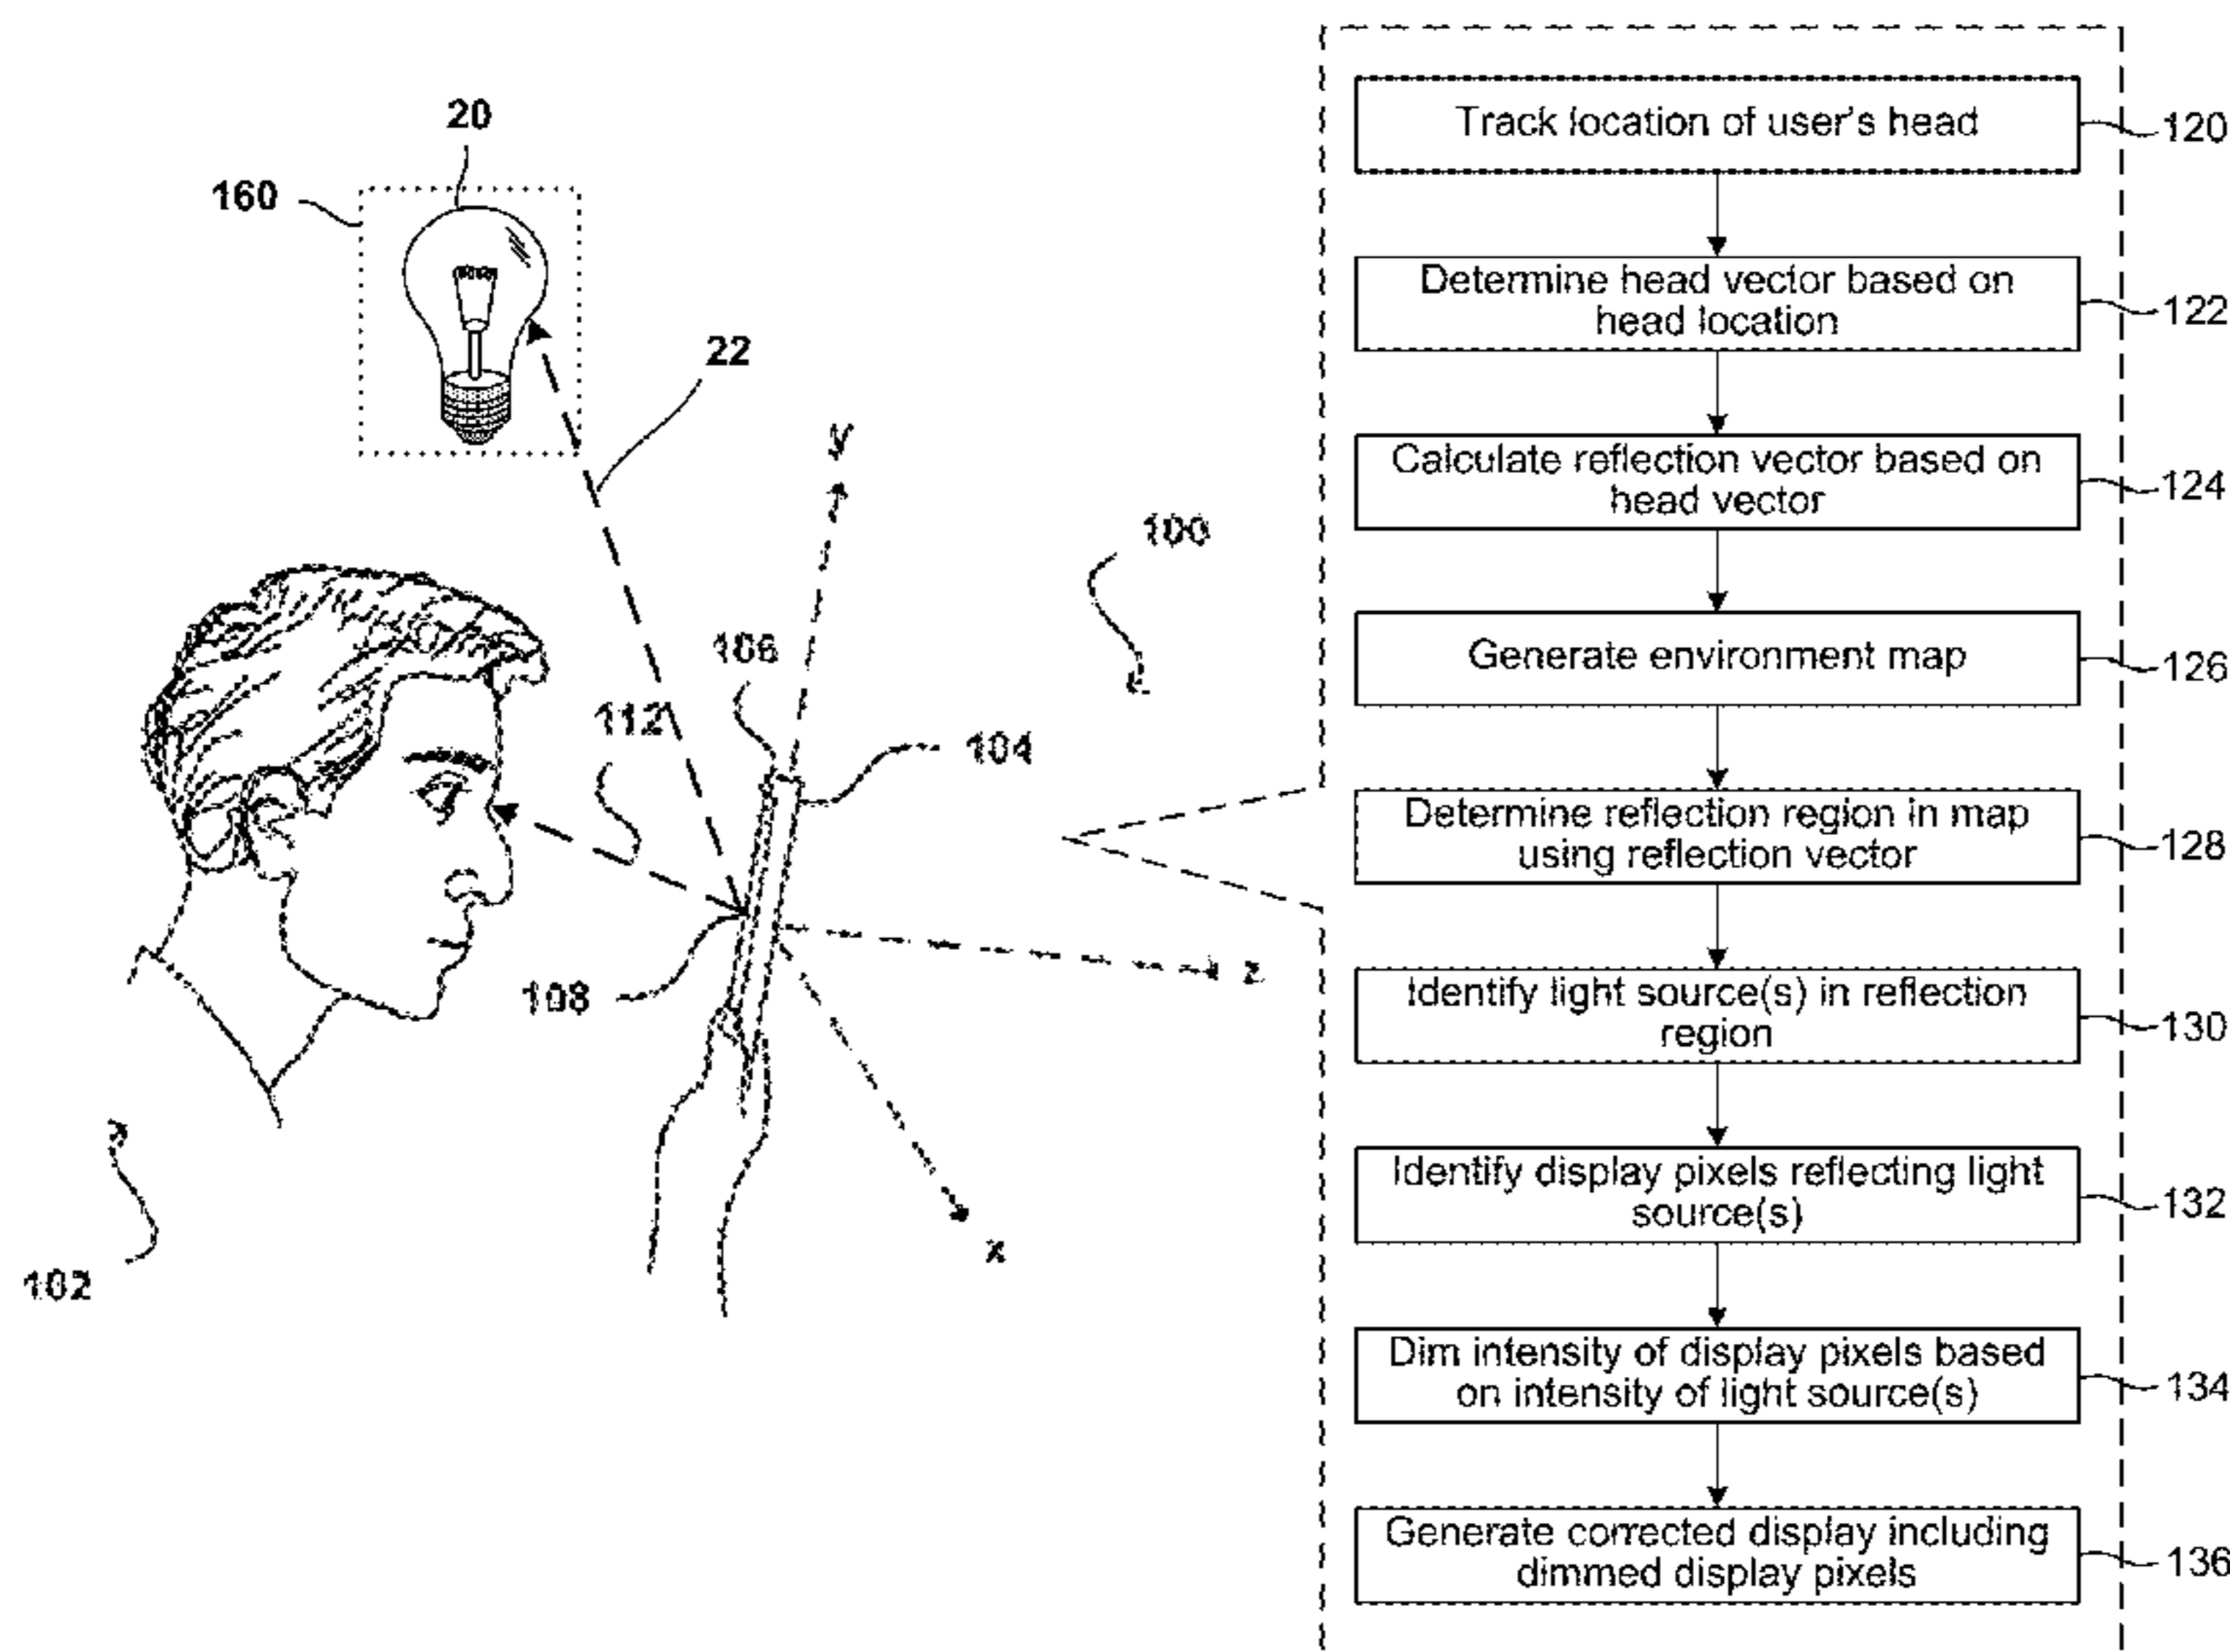 20
160
22
y
100
106
112
104
z
108
x
102
Track location of user's head
120
Determine head vector based on
head location
122
Calculate reflection vector based on
head vector
124
Generate environment map
126
Determine reflection region in map
using reflection vector
128
Identify light source(s) in reflection
region
130
Identify display pixels reflecting light
source(s)
132
Dim intensity of display pixels based
on intensity of light source(s)
134
Generate corrected display including
dimmed display pixels
136